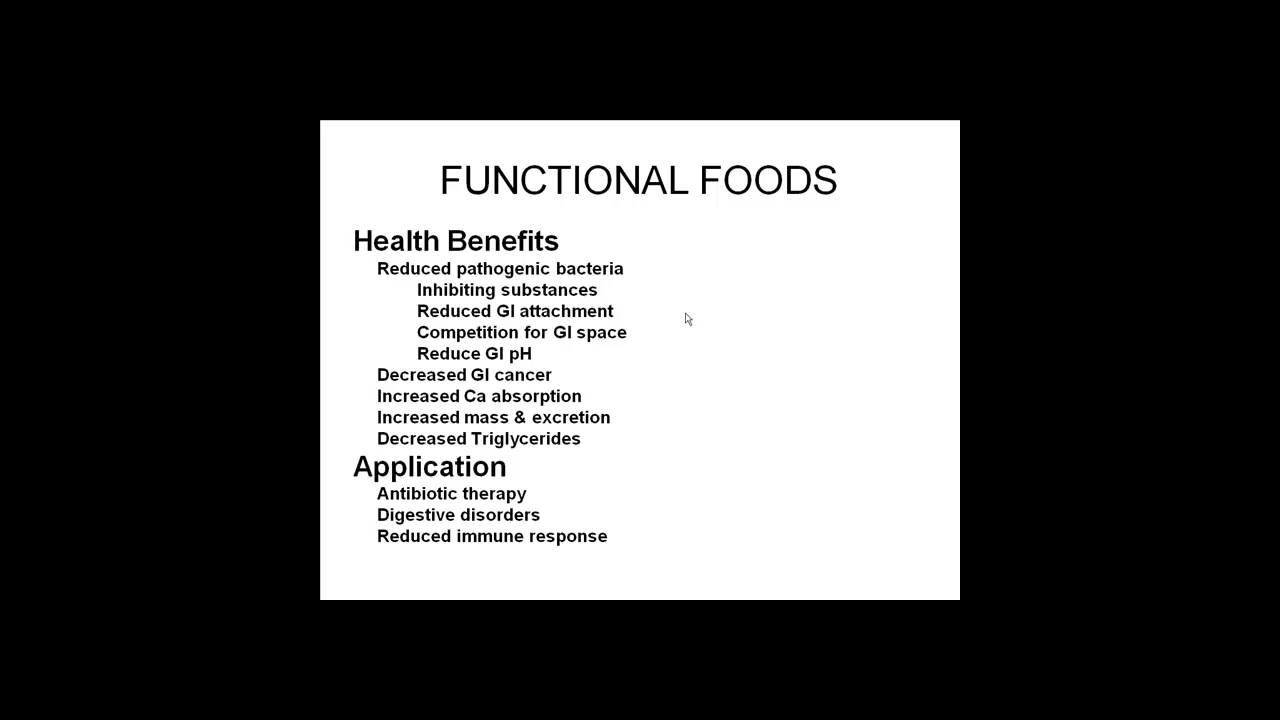 FUNCTIONAL FOODS
Health Benefits
Reduced pathogenic bacteria
Inhibiting substances
Reduced GI attachment
Competition for GI space
Reduce GI pH
Decreased GI cancer
Increased Ca absorption
Increased mass & excretion
Decreased Triglycerides
Application
Antibiotic therapy
Digestive disorders
Reduced immune response